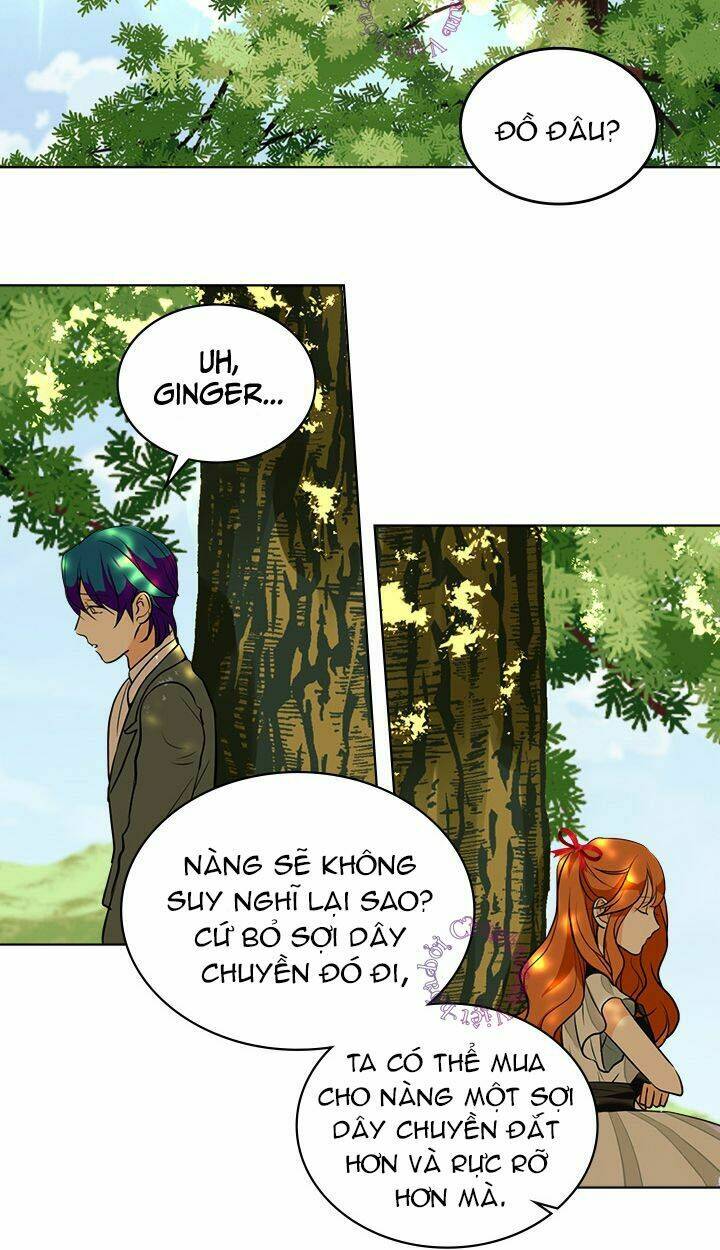 ĐỒ ĐÂU?
UH,
GINGER...
NÀNG SẼ KHÔNG
SUY NGHĨ LẠI SAO?
CỨ BỎ SỢI DÂY
CHUYỀN ĐÓ ĐI,
TA CÓ THỂ MUA
CHO NÀNG MỘT SỢI
DÂY CHUYỀN ĐẮT
HƠN VÀ RỰC RỠ
HƠN MÀ.